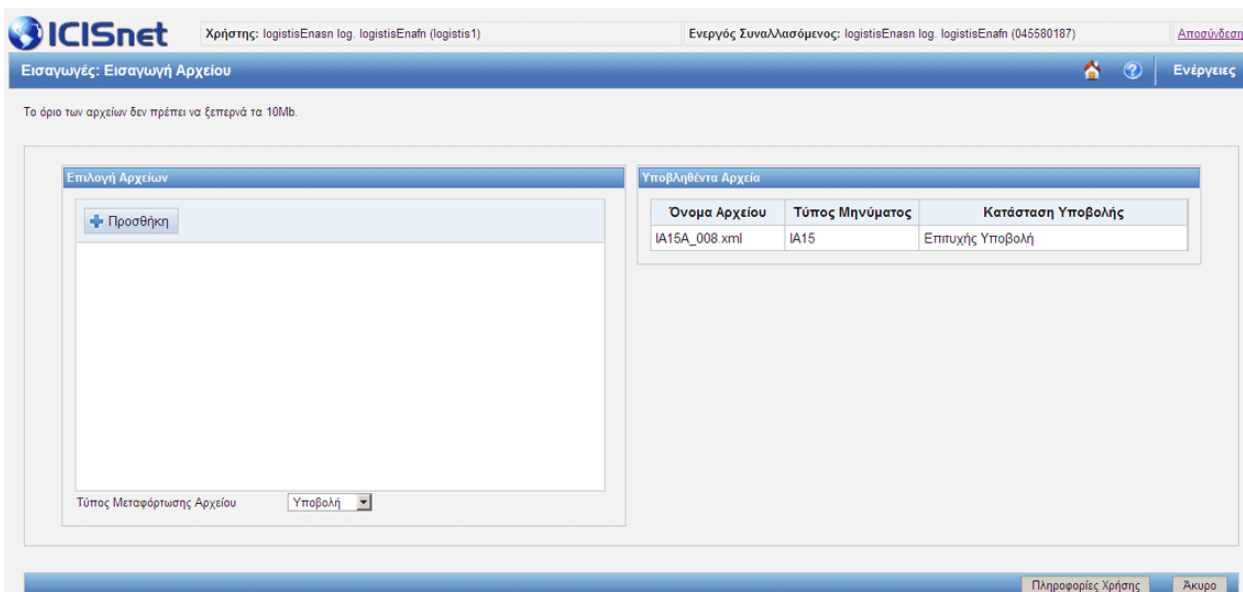 ICISnet
Χρήστης: logistisEnasn log. logistisEnafn (logistis1)
Ενεργός Συναλλασόμενος: logistisEnasn log. logistisEnafn (045580187)
Αποσύνδεση
Εισαγωγές: Εισαγωγή Αρχείου
Ενέργειες
Το όριο των αρχείων δεν πρέπει να ξεπερνά τα 10Mb.
Επιλογή Αρχείων
Προσθήκη
Τύπος Μεταφόρτωσης Αρχείου Υποβολή
Υποβληθέντα Αρχεία
Όνομα Αρχείου Τύπος Μηνύματος Κατάσταση Υποβολής
IA15A_008.xml IA15 Επιτυχής Υποβολή
Πληροφορίες Χρήσης Άκυρο